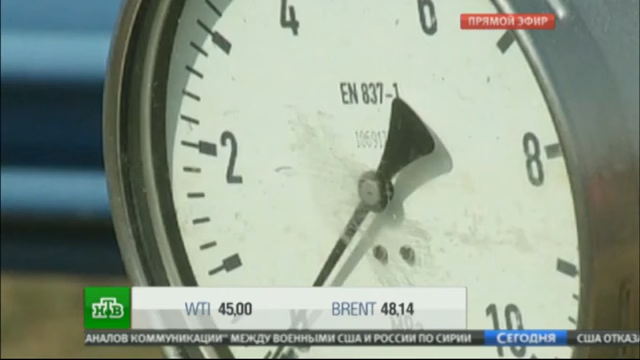 ПРЯМОЙ ЭФИР
4
6
EN 837-1
2
8
10
НТВ
WTI 45,00
BRENT 48,14
АНАЛОВ КОММУНИКАЦИИ" МЕЖДУ ВОЕННЫМИ США И РОССИИ ПО СИРИИ
СЕГОДНЯ
США ОТКАЗ